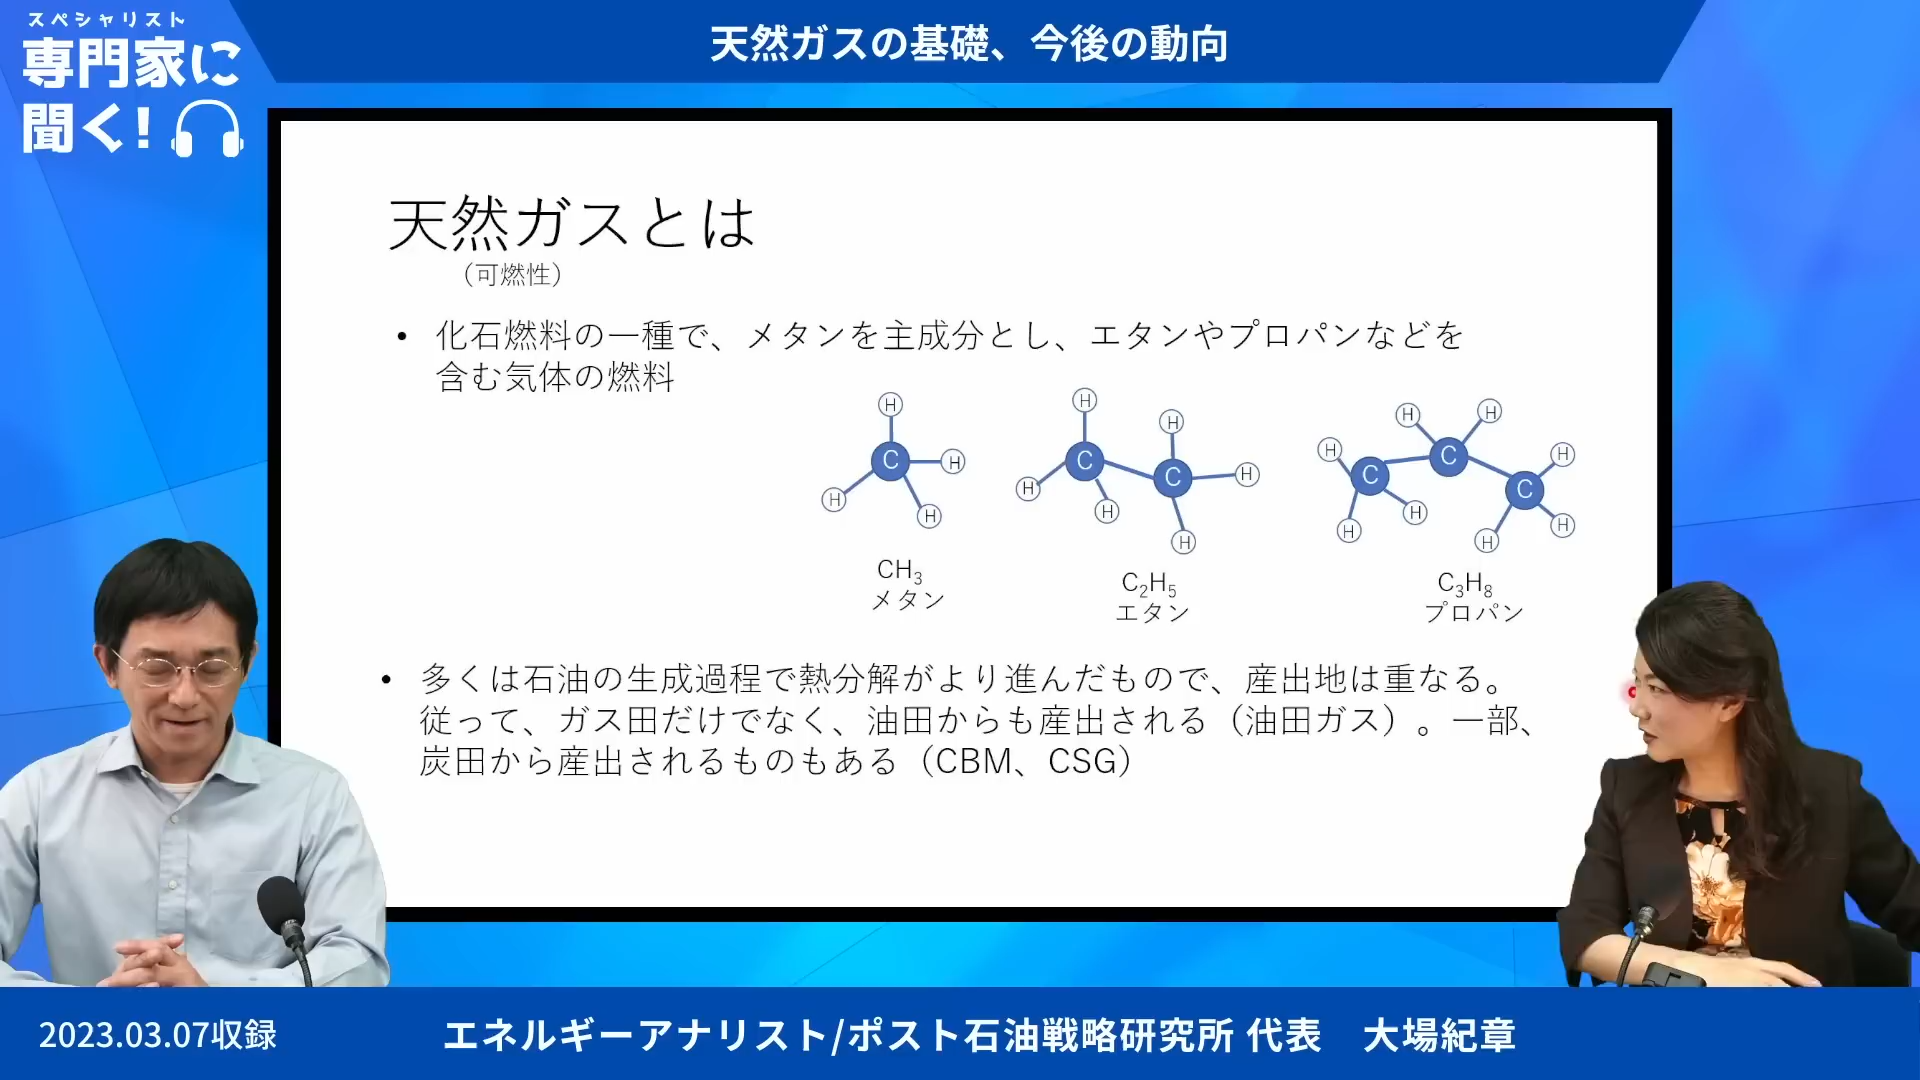 スペシャリスト
専門家に
聞く!
天然ガスの基礎、今後の動向
天然ガスとは
（可燃性）
• 化石燃料の一種で、メタンを主成分とし、エタンやプロパンなどを
含む気体の燃料
H
C
H
H
H
CH3
メタン
H
H
C
C
H
H
H
H
C2H5
エタン
H
H
H
H
C
C
C
H
H
H
H
C3H8
プロパン
• 多くは石油の生成過程で熱分解がより進んだもので、産出地は重なる。
従って、ガス田だけでなく、油田からも産出される（油田ガス）。一部、
炭田から産出されるものもある（CBM、CSG）
2023.03.07収録
エネルギーアナリスト/ポスト石油戦略研究所 代表　大場紀章